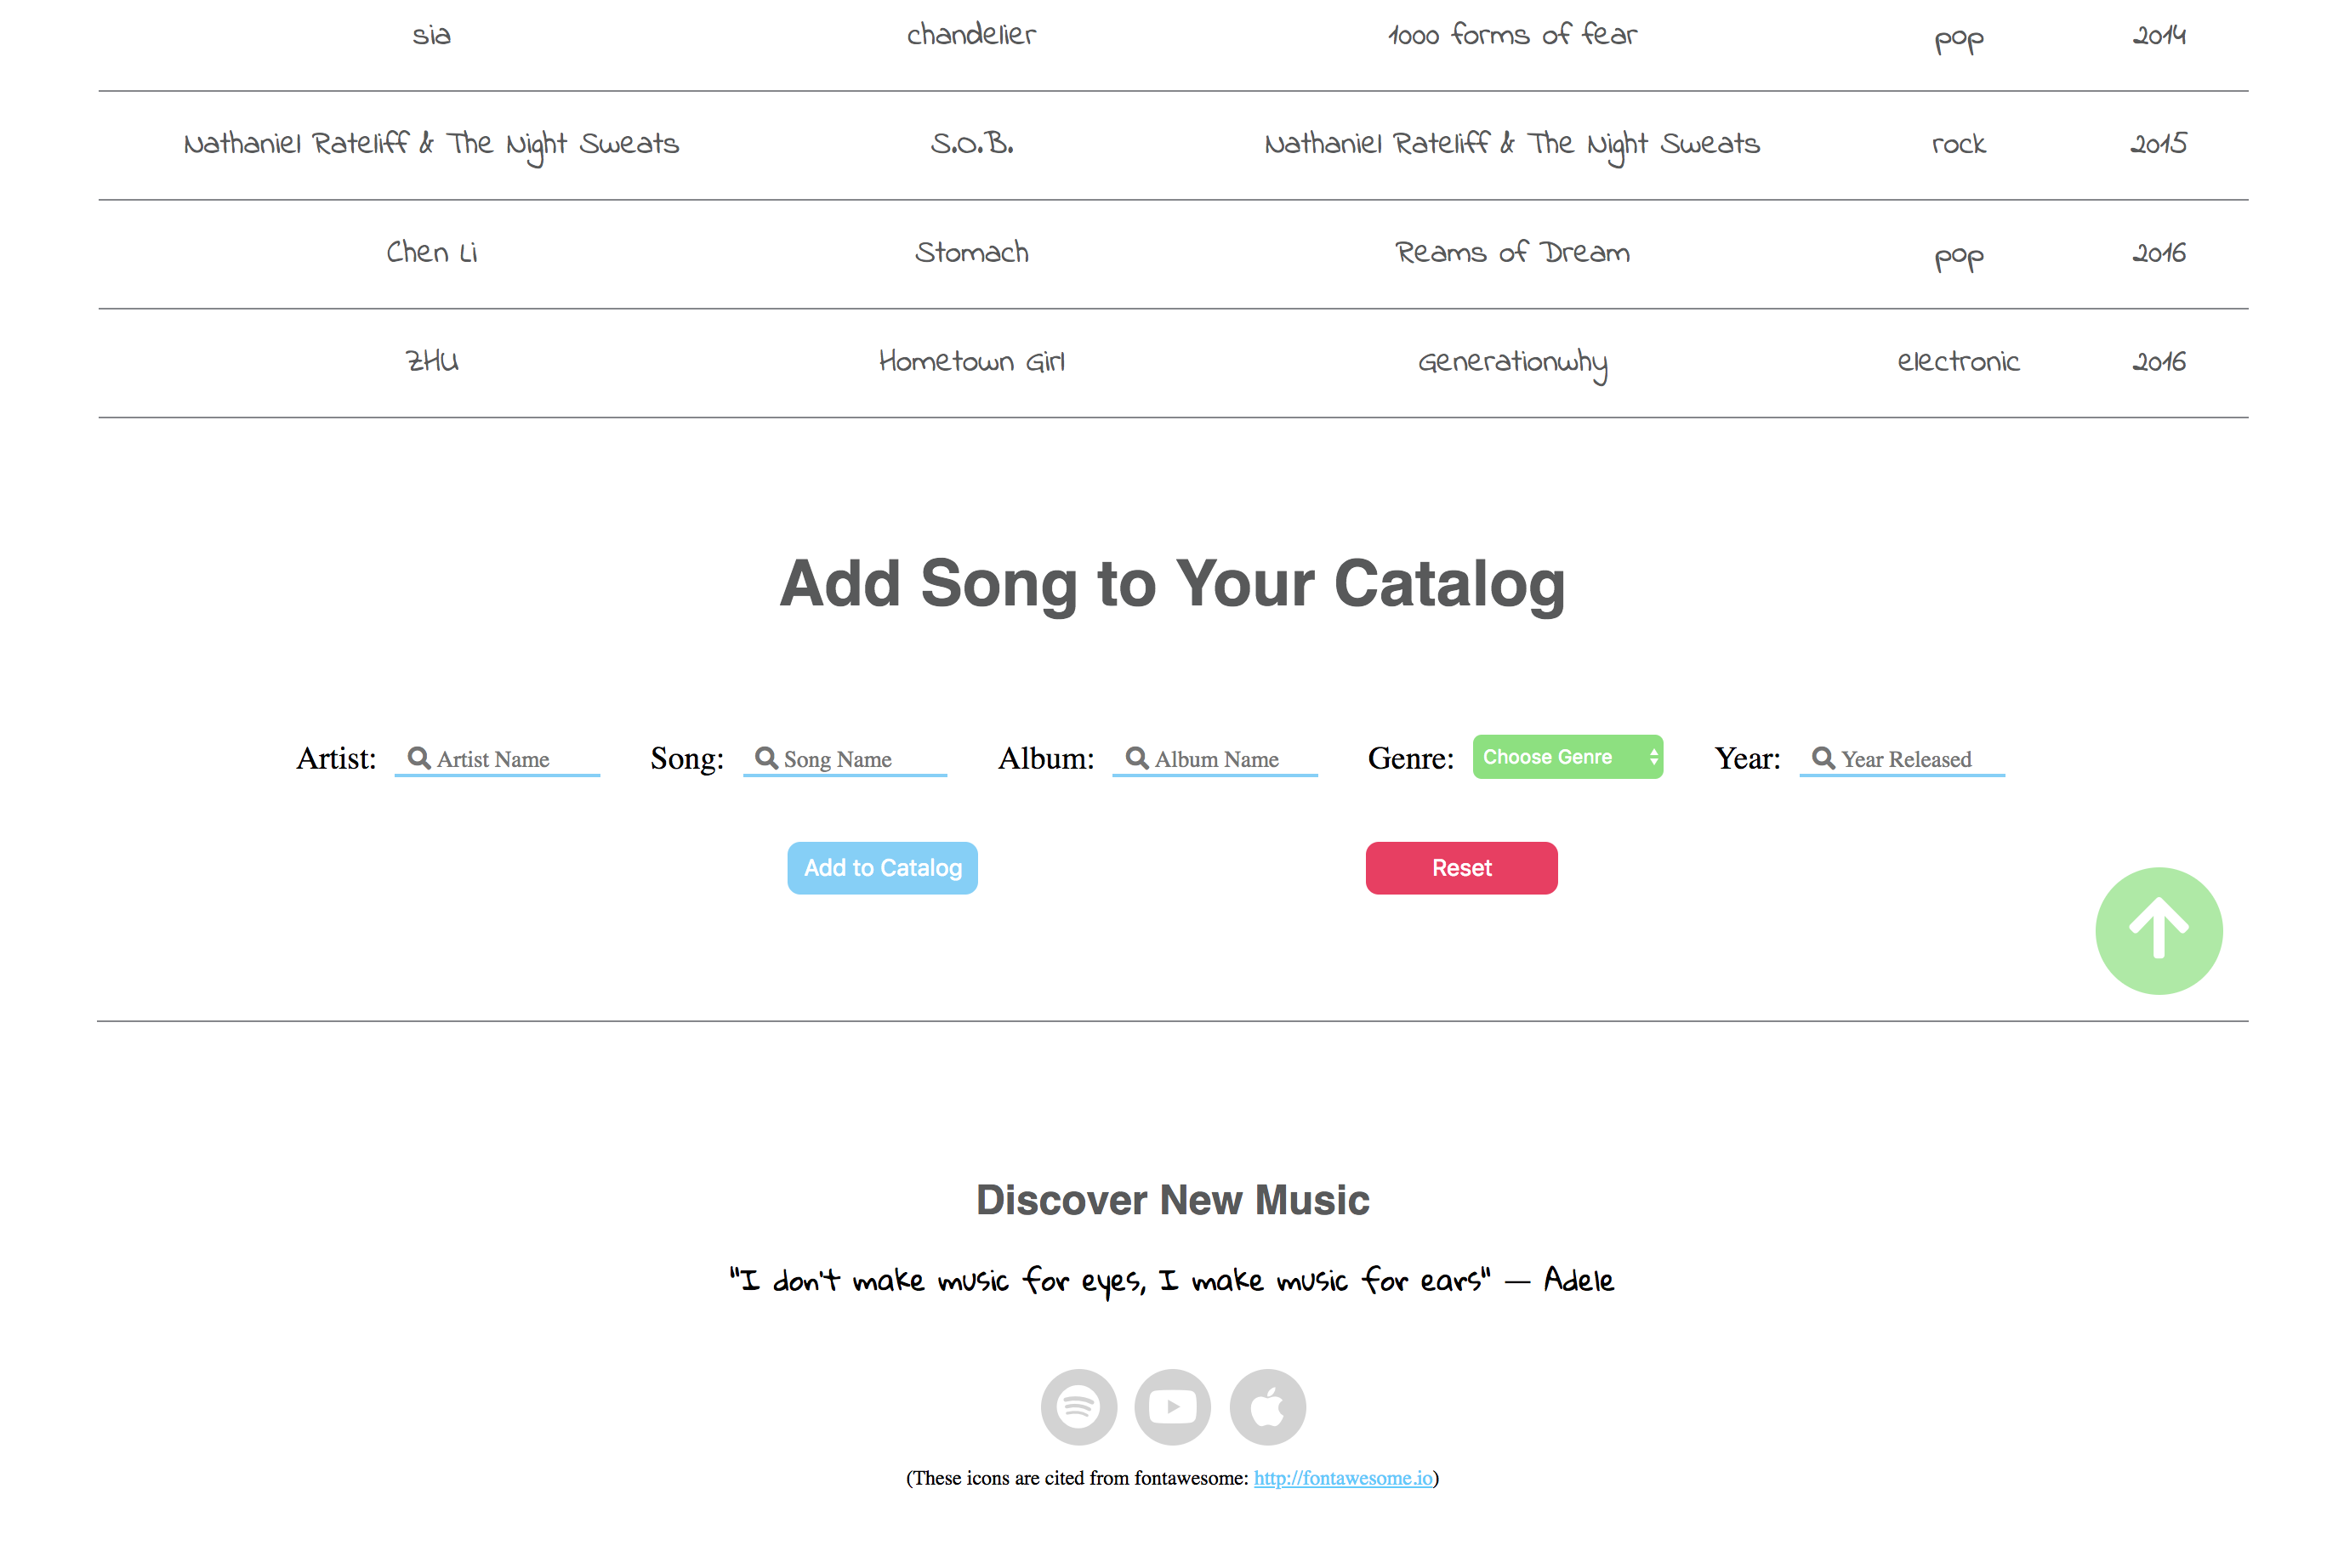 sia chandelier 1000 forms of fear pop 2014
Nathaniel Rateliff & The Night Sweats S.O.B. Nathaniel Rateliff & The Night Sweats rock 2015
Chen Li Stomach Reams of Dream pop 2016
ZHU Hometown Girl Generationwhy electronic 2016
Add Song to Your Catalog
Artist: Artist Name Song: Song Name Album: Album Name Genre: Choose Genre Year: Year Released
Add to Catalog Reset
Discover New Music
"I don't make music for eyes, I make music for ears" — Adele
(These icons are cited from fontawesome: http://fontawesome.io)